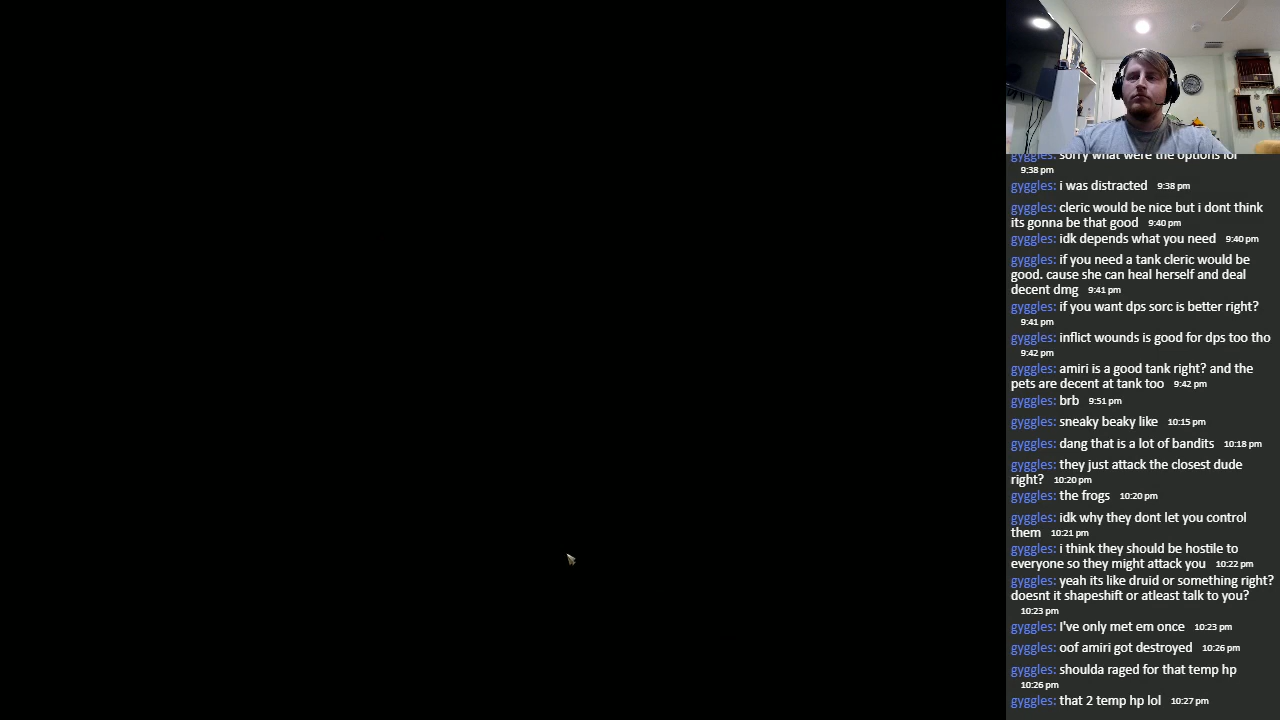 gyggles: sorry what were the options lol
9:38 pm
gyggles: i was distracted 9:38 pm
gyggles: cleric would be nice but i dont think
its gonna be that good 9:40 pm
gyggles: idk depends what you need 9:40 pm
gyggles: if you need a tank cleric would be
good. cause she can heal herself and deal
decent dmg 9:41 pm
gyggles: if you want dps sorc is better right?
9:41 pm
gyggles: inflict wounds is good for dps too tho
9:42 pm
gyggles: amiri is a good tank right? and the
pets are decent at tank too 9:42 pm
gyggles: brb 9:51 pm
gyggles: sneaky beaky like 10:15 pm
gyggles: dang that is a lot of bandits 10:18 pm
gyggles: they just attack the closest dude
right? 10:20 pm
gyggles: the frogs 10:20 pm
gyggles: idk why they dont let you control
them 10:21 pm
gyggles: i think they should be hostile to
everyone so they might attack you 10:22 pm
gyggles: yeah its like druid or something right?
doesnt it shapeshift or atleast talk to you?
10:23 pm
gyggles: I've only met em once 10:23 pm
gyggles: oof amiri got destroyed 10:26 pm
gyggles: shoulda raged for that temp hp
10:26 pm
gyggles: that 2 temp hp lol 10:27 pm